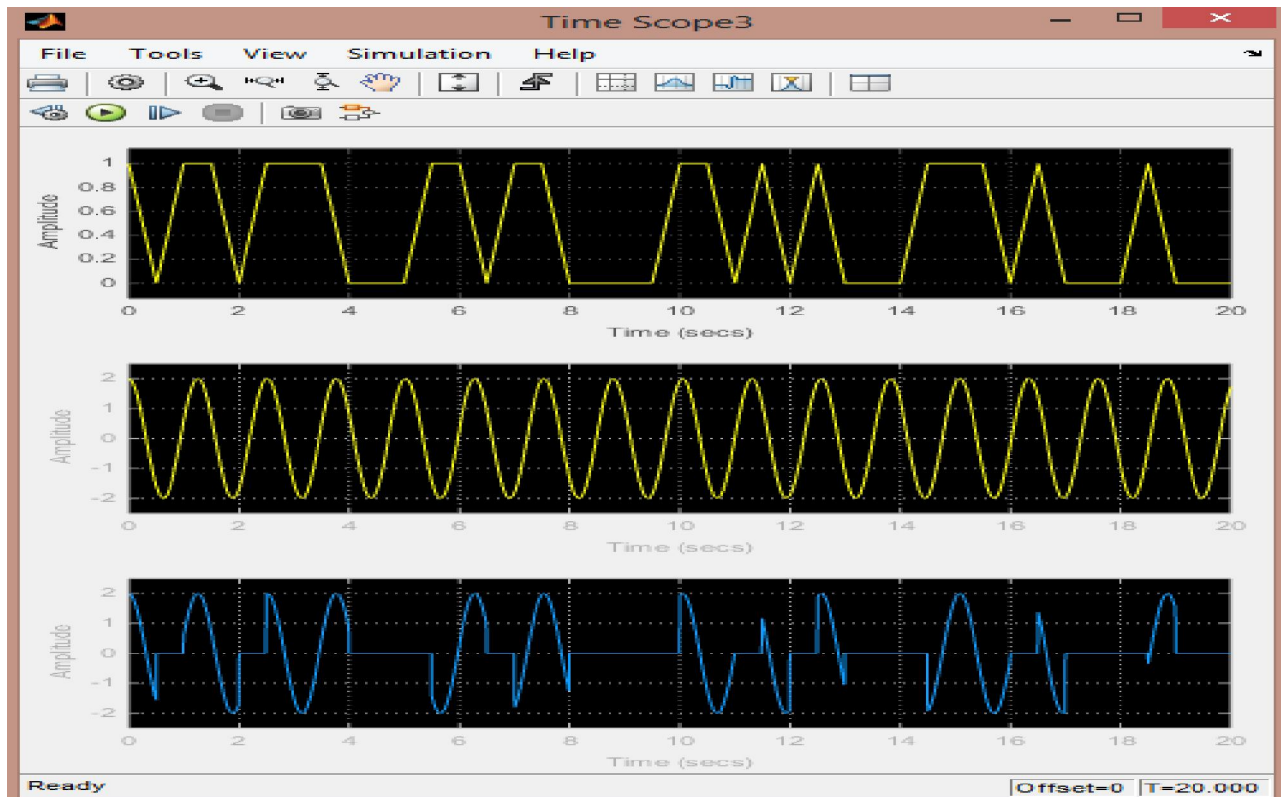 Time Scope3
File Tools View Simulation Help
Amplitude
1
0.8
0.6
0.4
0.2
0
0 2 4 6 8 10 12 14 16 18 20
Time (secs)
Amplitude
2
1
0
-1
-2
0 2 4 6 8 10 12 14 16 18 20
Time (secs)
Amplitude
2
1
0
-1
-2
0 2 4 6 8 10 12 14 16 18 20
Time (secs)
Ready Offset=0 T=20.000